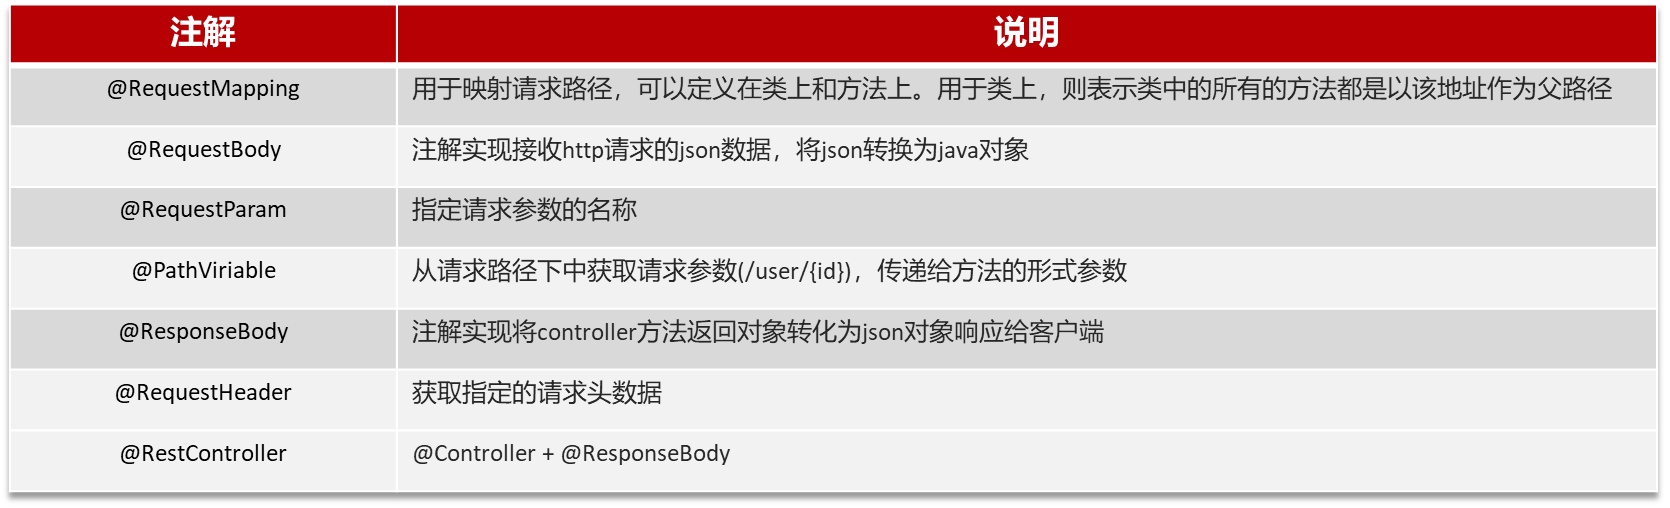 注解 说明
@RequestMapping 用于映射请求路径，可以定义在类上和方法上。用于类上，则表示类中的所有的方法都是以该地址作为父路径
@RequestBody 注解实现接收http请求的json数据，将json转换为java对象
@RequestParam 指定请求参数的名称
@PathViriable 从请求路径下中获取请求参数(/user/{id})，传递给方法的形式参数
@ResponseBody 注解实现将controller方法返回对象转化为json对象响应给客户端
@RequestHeader 获取指定的请求头数据
@RestController @Controller + @ResponseBody